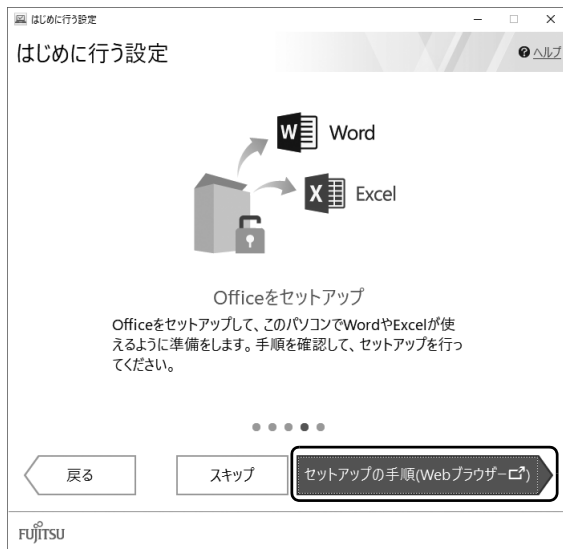 はじめに行う設定
はじめに行う設定
ヘルプ
W Word
X Excel
Officeをセットアップ
Officeをセットアップして、このパソコンでWordやExcelが使
えるように準備をします。手順を確認して、セットアップを行っ
てください。
戻る
スキップ
セットアップの手順(Webブラウザー)
FUJITSU